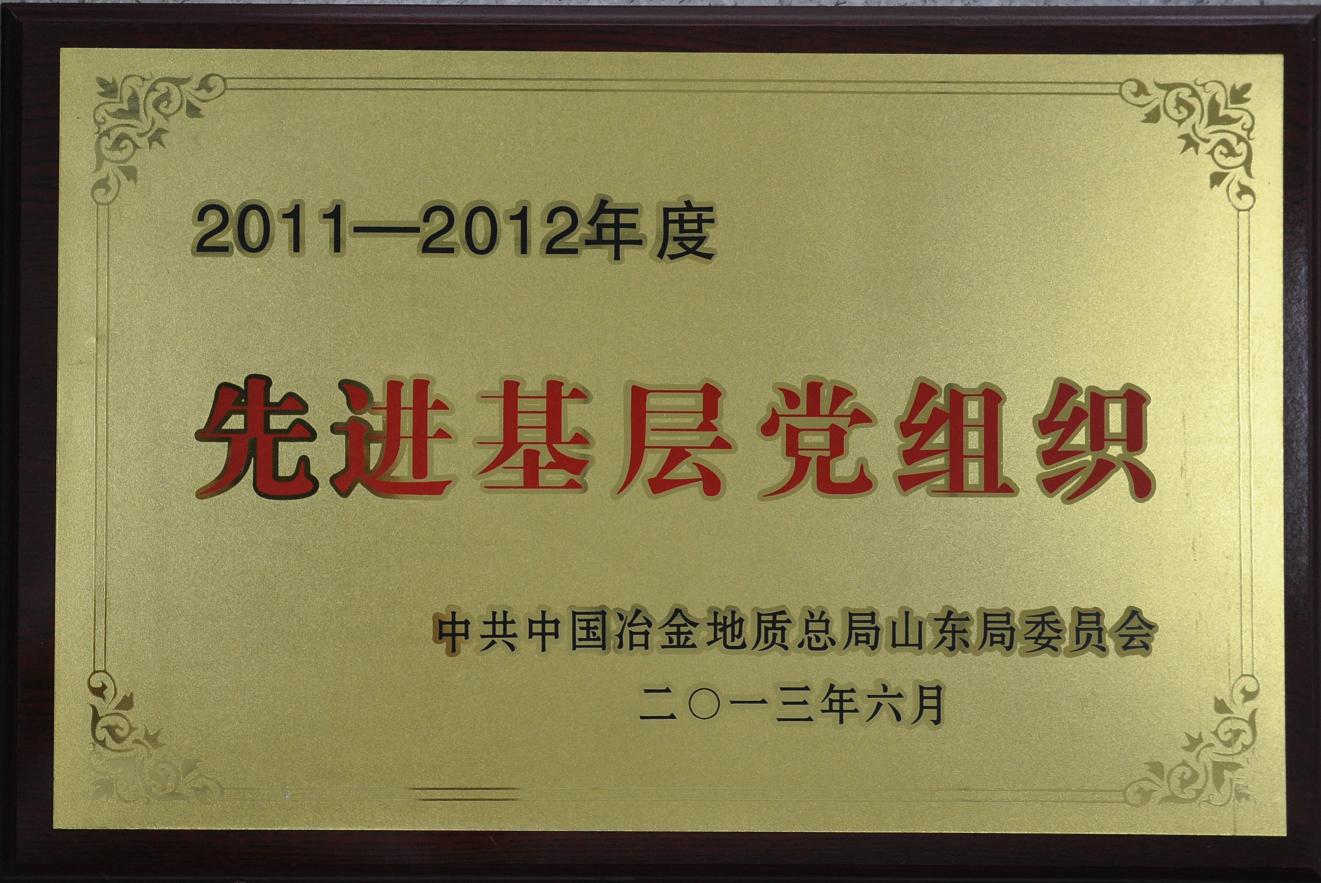 2011—2012年度
先进基层党组织
中共中国冶金地质总局山东局委员会
二〇一三年六月